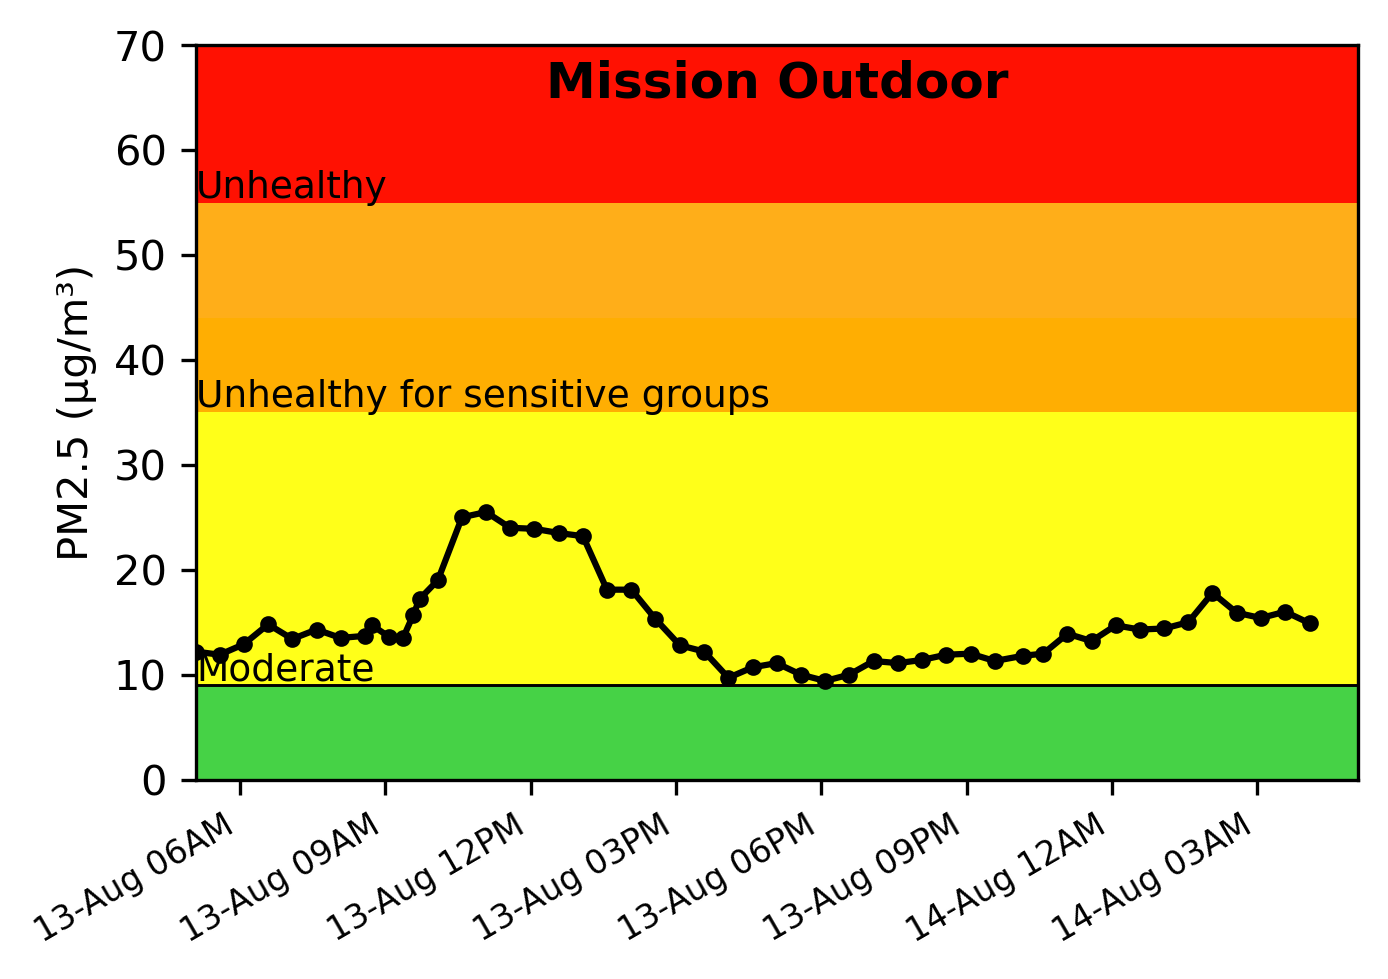 Mission Outdoor
70
60
Unhealthy
50
40
Unhealthy for sensitive groups
30
20
Moderate
10
0
PM2.5 (µg/m³)
13-Aug 06AM
13-Aug 09AM
13-Aug 12PM
13-Aug 03PM
13-Aug 06PM
13-Aug 09PM
14-Aug 12AM
14-Aug 03AM